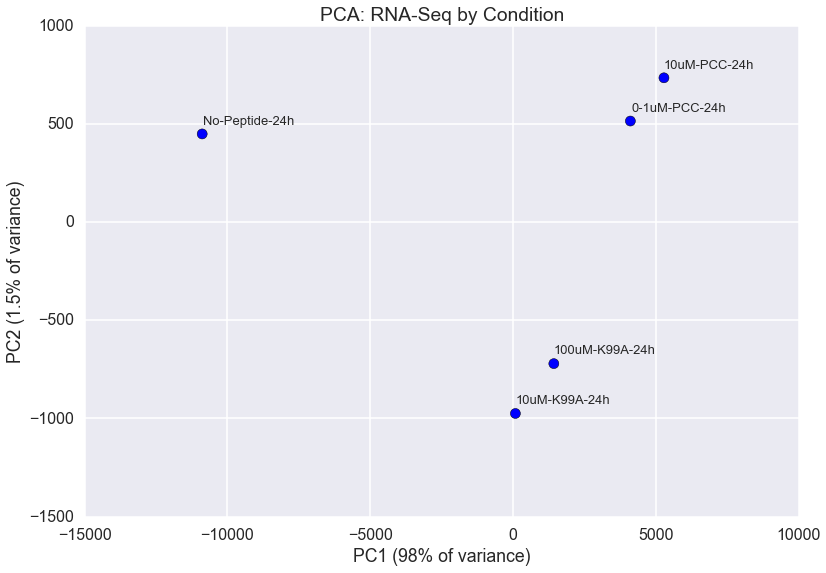 PCA: RNA-Seq by Condition
1000
10uM-PCC-24h
0-1uM-PCC-24h
No-Peptide-24h
500
0
PC2 (1.5% of variance)
−500
100uM-K99A-24h
10uM-K99A-24h
−1000
−1500
−15000 −10000 −5000 0 5000 10000
PC1 (98% of variance)